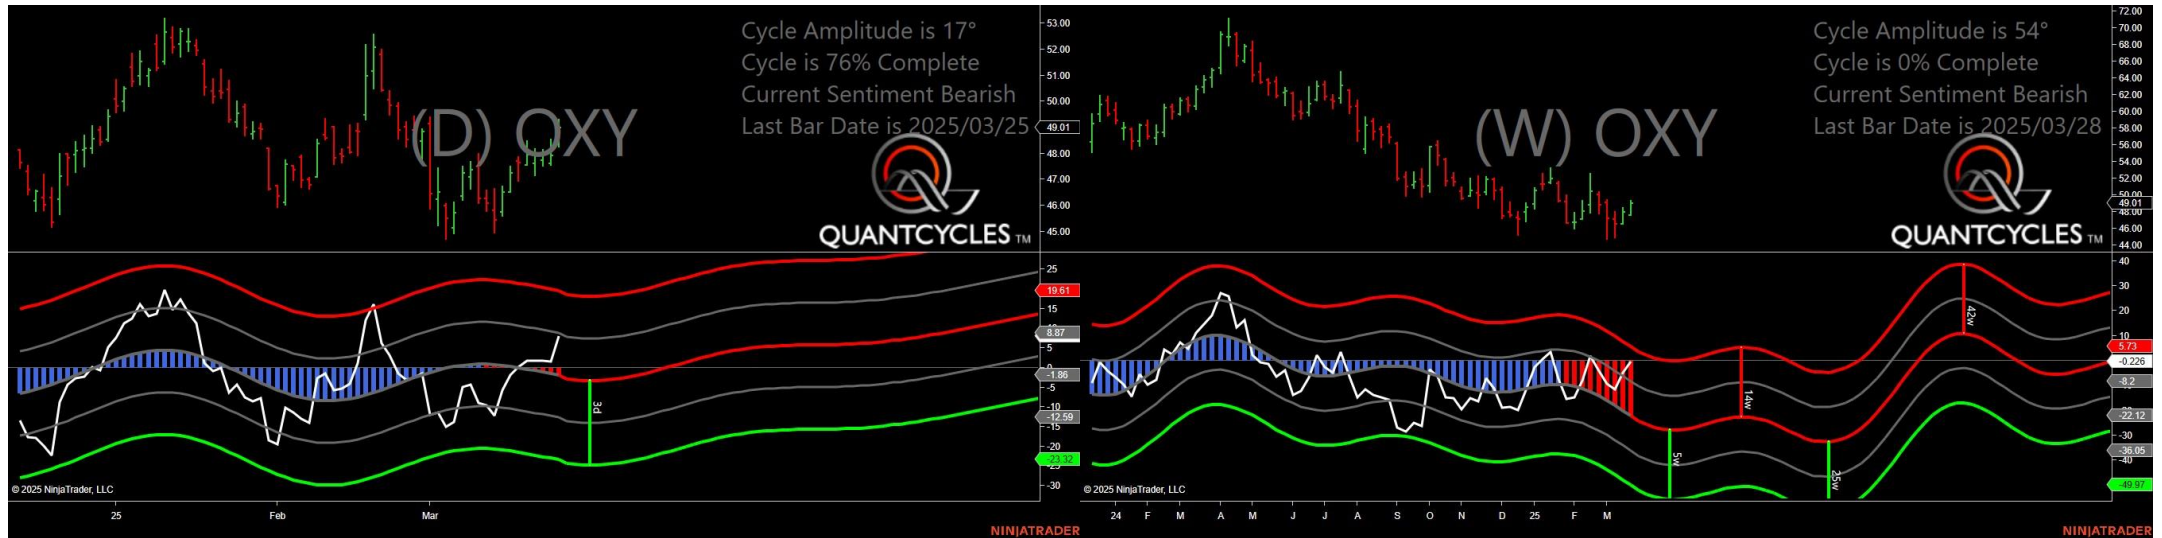 Cycle Amplitude is 17°
Cycle is 76% Complete
Current Sentiment Bearish
Last Bar Date is 2025/03/25
(D) OXY
QUANTCYCLES TM
53.00
52.00
51.00
50.00
49.01
48.00
47.00
46.00
45.00
25
19.61
15
8.87
5
0
-1.86
-5
-10
-12.59
-15
-20
-23.32
-30
3d
© 2025 NinjaTrader, LLC
25 Feb Mar
NINJATRADER
Cycle Amplitude is 54°
Cycle is 0% Complete
Current Sentiment Bearish
Last Bar Date is 2025/03/28
(W) OXY
QUANTCYCLES TM
72.00
70.00
68.00
66.00
64.00
62.00
60.00
58.00
56.00
54.00
52.00
50.00
49.01
48.00
46.00
44.00
40
30
20
10
5.73
-0.226
-8.2
-22.12
-30
-36.05
-40
-49.97
42w
14w
5w
25w
© 2025 NinjaTrader, LLC
24 F M A M J J A S O N D 25 F M
NINJATRADER